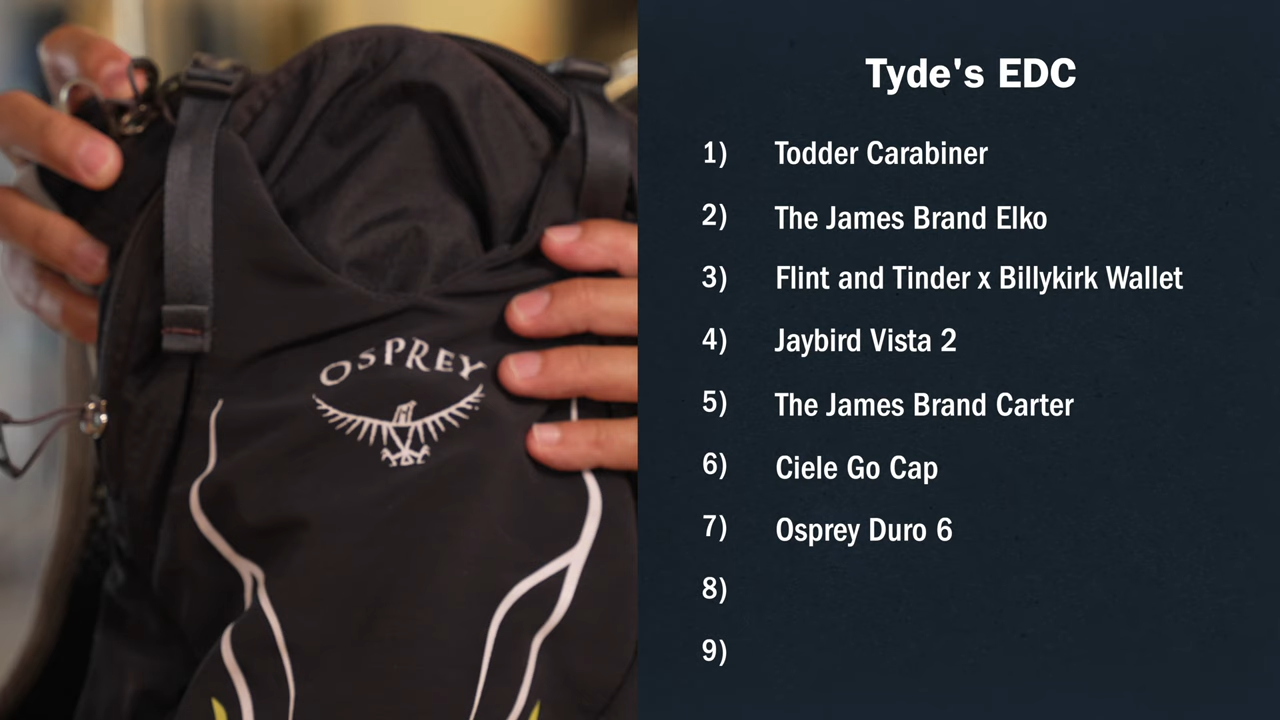 OSPREY
Tyde's EDC
1) Todder Carabiner
2) The James Brand Elko
3) Flint and Tinder x Billykirk Wallet
4) Jaybird Vista 2
5) The James Brand Carter
6) Ciele Go Cap
7) Osprey Duro 6
8)
9)